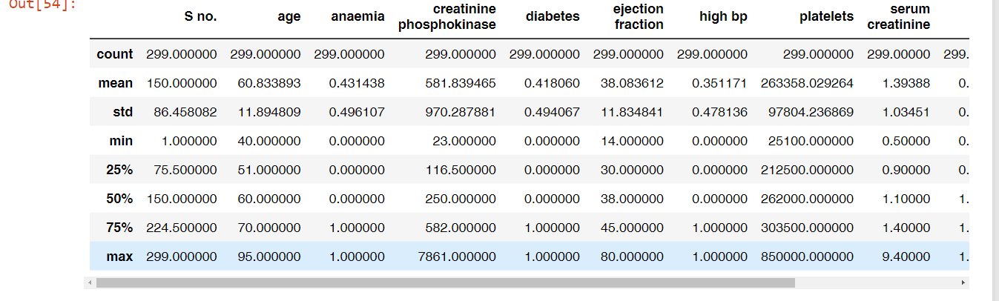 Out[54]:
S no. age anaemia creatinine phosphokinase diabetes ejection fraction high bp platelets serum creatinine
count 299.000000 299.000000 299.000000 299.000000 299.000000 299.000000 299.000000 299.000000 299.00000 299.
mean 150.000000 60.833893 0.431438 581.839465 0.418060 38.083612 0.351171 263358.029264 1.39388 0.
std 86.458082 11.894809 0.496107 970.287881 0.494067 11.834841 0.478136 97804.236869 1.03451 0.
min 1.000000 40.000000 0.000000 23.000000 0.000000 14.000000 0.000000 25100.000000 0.50000 0.
25% 75.500000 51.000000 0.000000 116.500000 0.000000 30.000000 0.000000 212500.000000 0.90000 0.
50% 150.000000 60.000000 0.000000 250.000000 0.000000 38.000000 0.000000 262000.000000 1.10000 1.
75% 224.500000 70.000000 1.000000 582.000000 1.000000 45.000000 1.000000 303500.000000 1.40000 1.
max 299.000000 95.000000 1.000000 7861.000000 1.000000 80.000000 1.000000 850000.000000 9.40000 1.